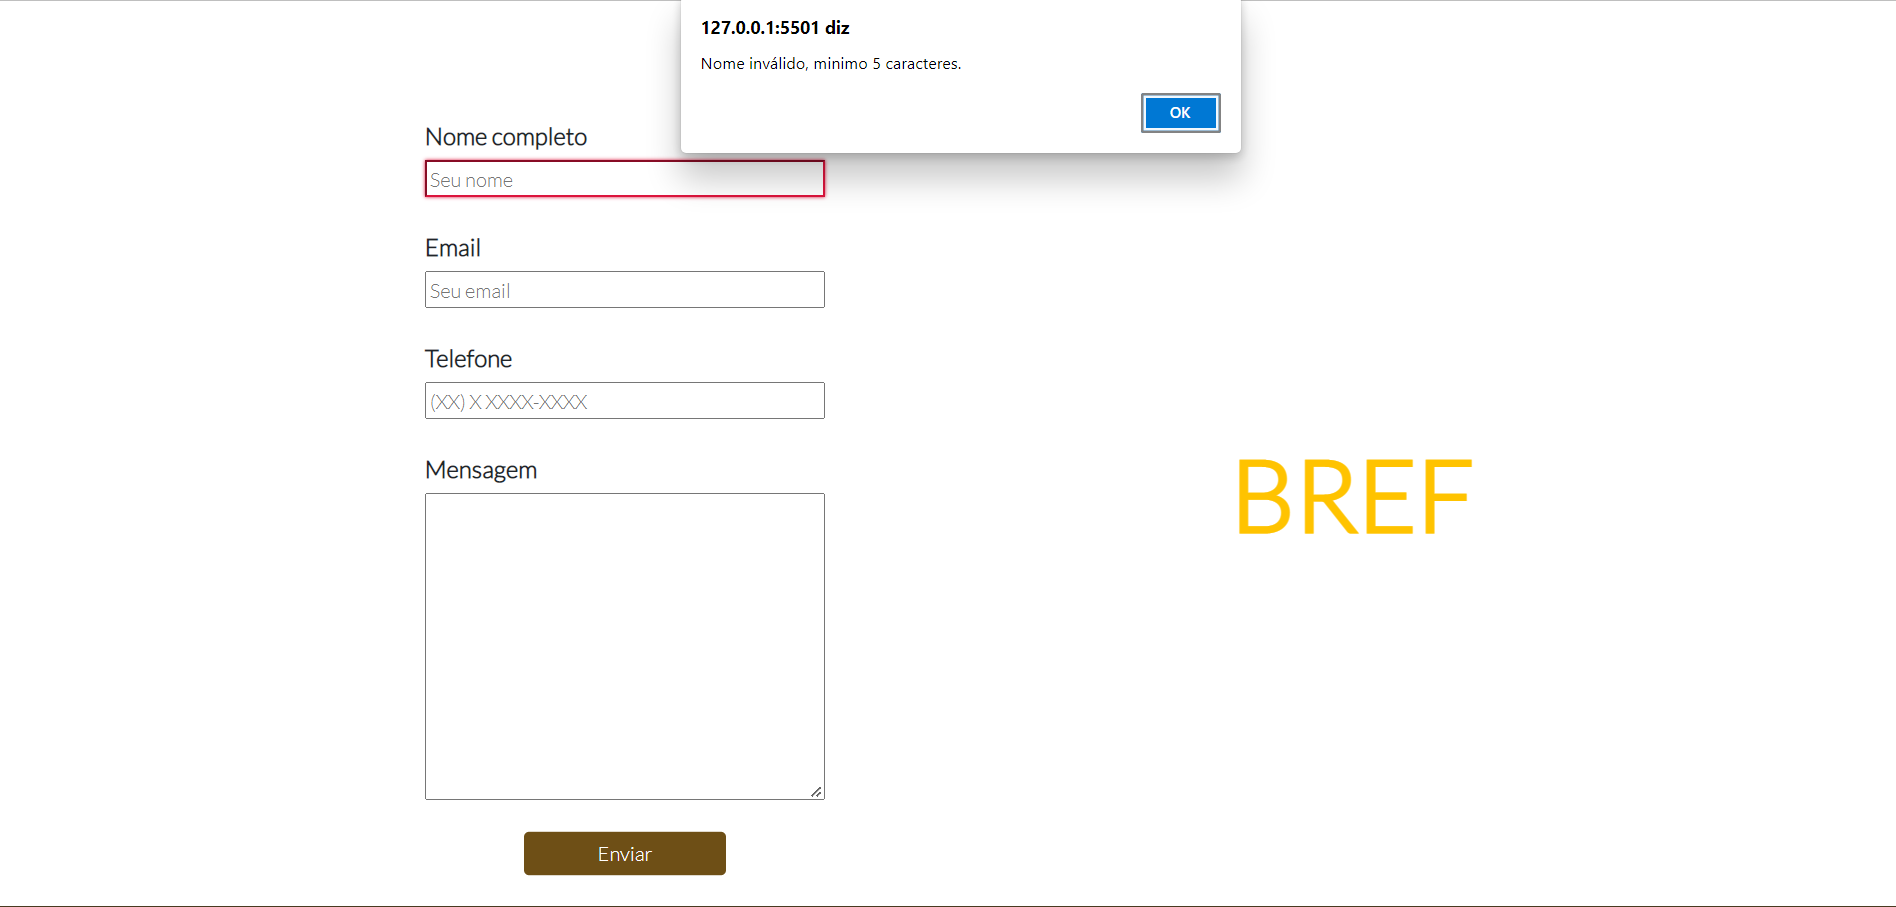 127.0.0.1:5501 diz
Nome inválido, minimo 5 caracteres.
OK
Nome completo
Seu nome
Email
Seu email
Telefone
(XX) X XXXX-XXXX
Mensagem
Enviar
BREF